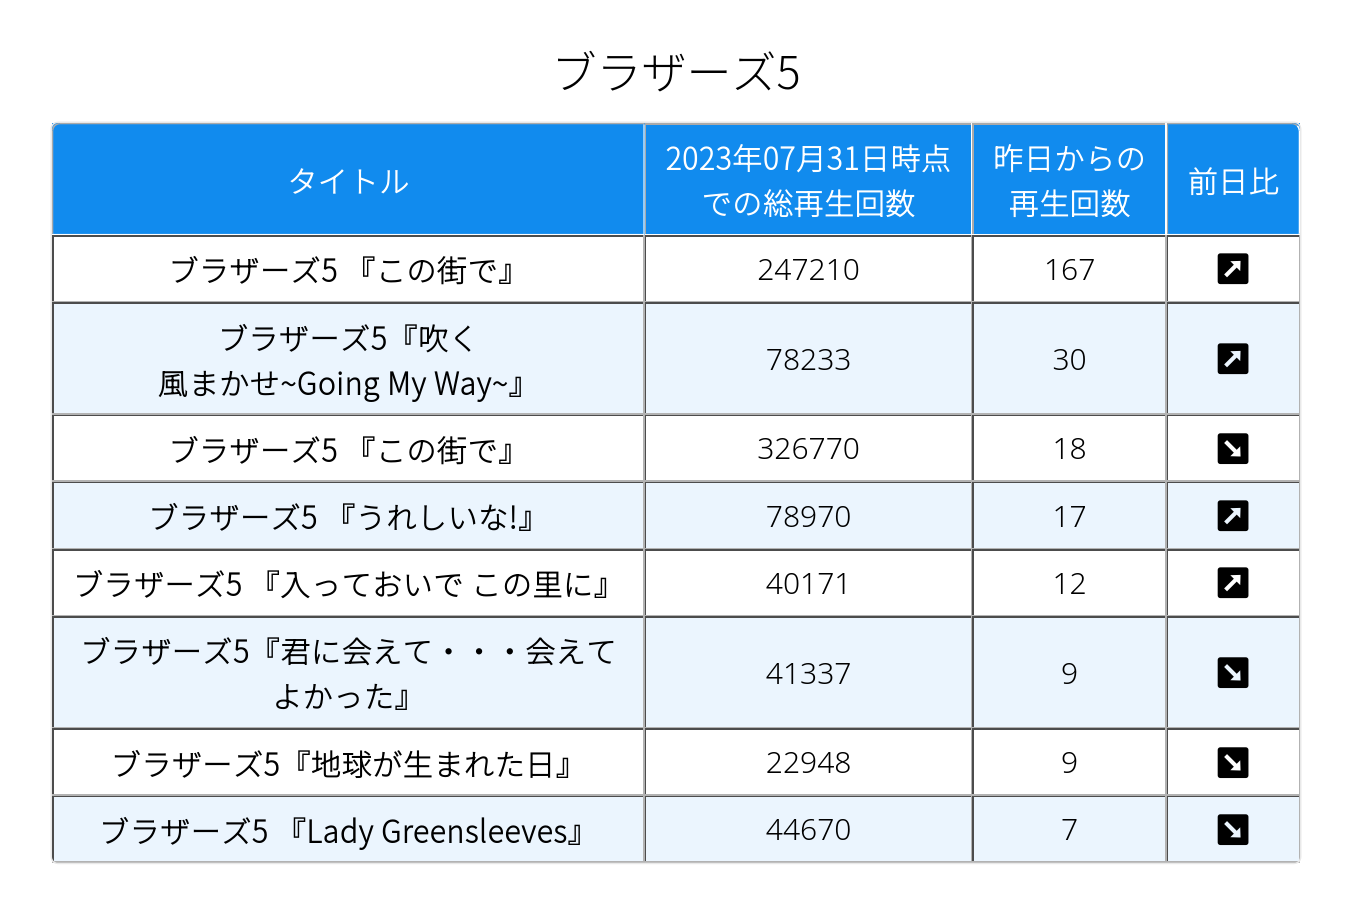 ブラザーズ5
タイトル
2023年07月31日時点
での総再生回数
昨日からの
再生回数
前日比
ブラザーズ5 『この街で』
247210
167
ブラザーズ5『吹く
風まかせ~Going My Way~』
78233
30
ブラザーズ5 『この街で』
326770
18
ブラザーズ5 『うれしいな!』
78970
17
ブラザーズ5 『入っておいで この里に』
40171
12
ブラザーズ5『君に会えて・・・会えて
よかった』
41337
9
ブラザーズ5『地球が生まれた日』
22948
9
ブラザーズ5 『Lady Greensleeves』
44670
7